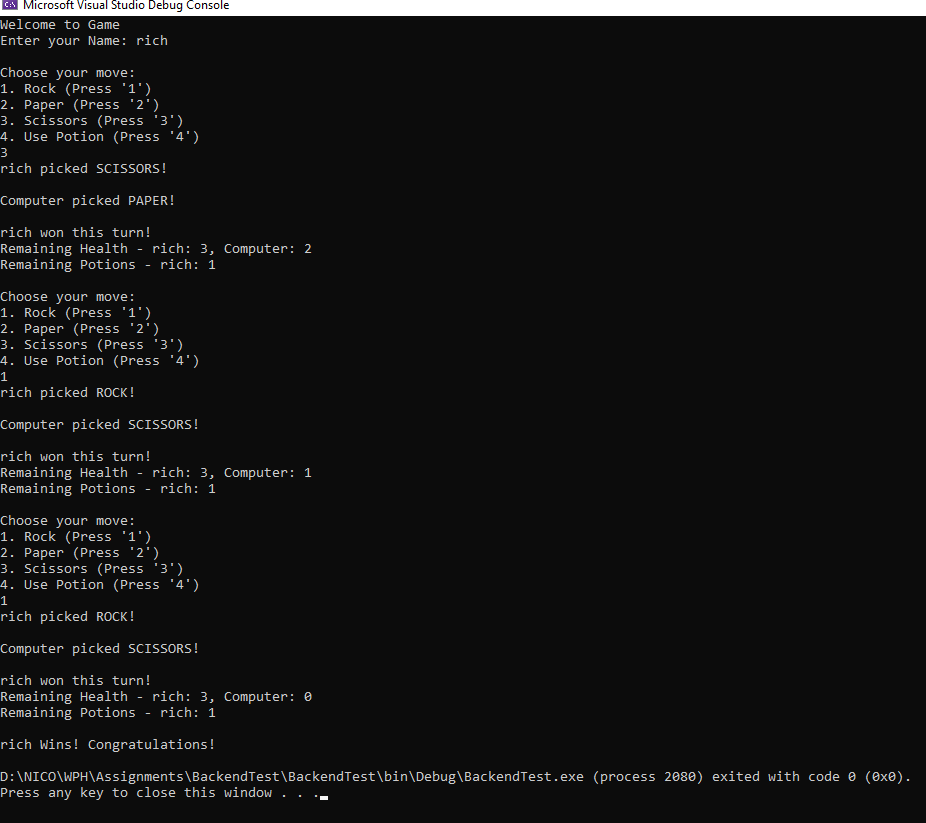 Microsoft Visual Studio Debug Console
Welcome to Game
Enter your Name: rich
Choose your move:
1. Rock (Press '1')
2. Paper (Press '2')
3. Scissors (Press '3')
4. Use Potion (Press '4')
3
rich picked SCISSORS!
Computer picked PAPER!
rich won this turn!
Remaining Health - rich: 3, Computer: 2
Remaining Potions - rich: 1
Choose your move:
1. Rock (Press '1')
2. Paper (Press '2')
3. Scissors (Press '3')
4. Use Potion (Press '4')
1
rich picked ROCK!
Computer picked SCISSORS!
rich won this turn!
Remaining Health - rich: 3, Computer: 1
Remaining Potions - rich: 1
Choose your move:
1. Rock (Press '1')
2. Paper (Press '2')
3. Scissors (Press '3')
4. Use Potion (Press '4')
1
rich picked ROCK!
Computer picked SCISSORS!
rich won this turn!
Remaining Health - rich: 3, Computer: 0
Remaining Potions - rich: 1
rich Wins! Congratulations!
D:\NICO\WPH\Assignments\BackendTest\BackendTest\bin\Debug\BackendTest.exe (process 2080) exited with code 0 (0x0).
Press any key to close this window . . .